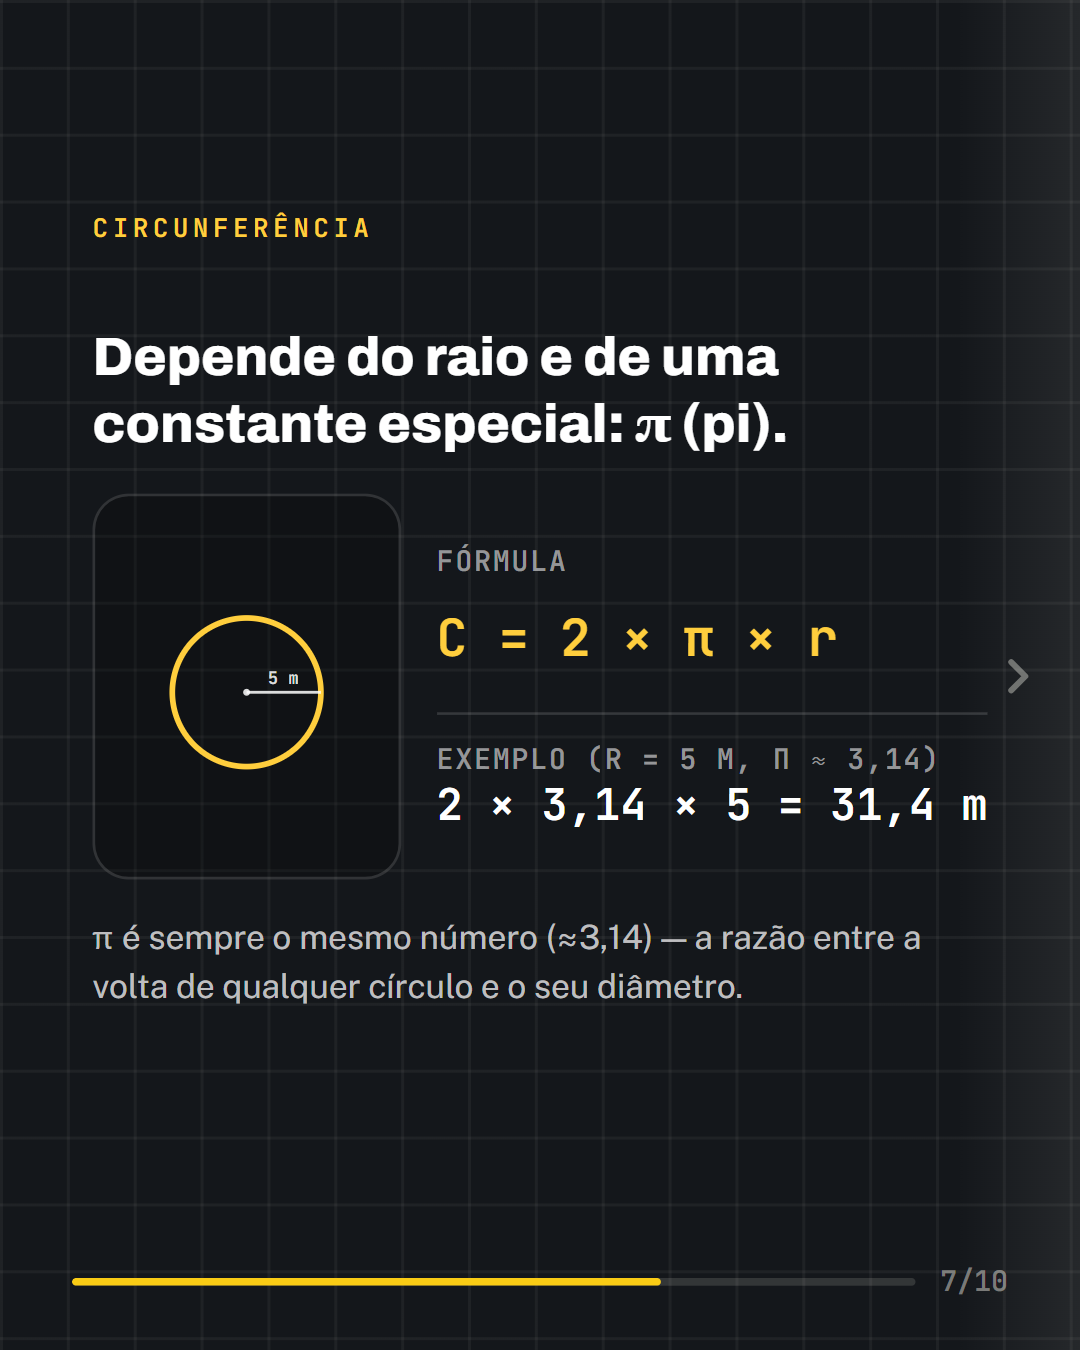 CIRCUNFERÊNCIA
Depende do raio e de uma
constante especial: π (pi).
5 m
FÓRMULA
C = 2 × π × r
EXEMPLO (R = 5 M, Π ≈ 3,14)
2 × 3,14 × 5 = 31,4 m
π é sempre o mesmo número (≈3,14) — a razão entre a
volta de qualquer círculo e o seu diâmetro.
7/10